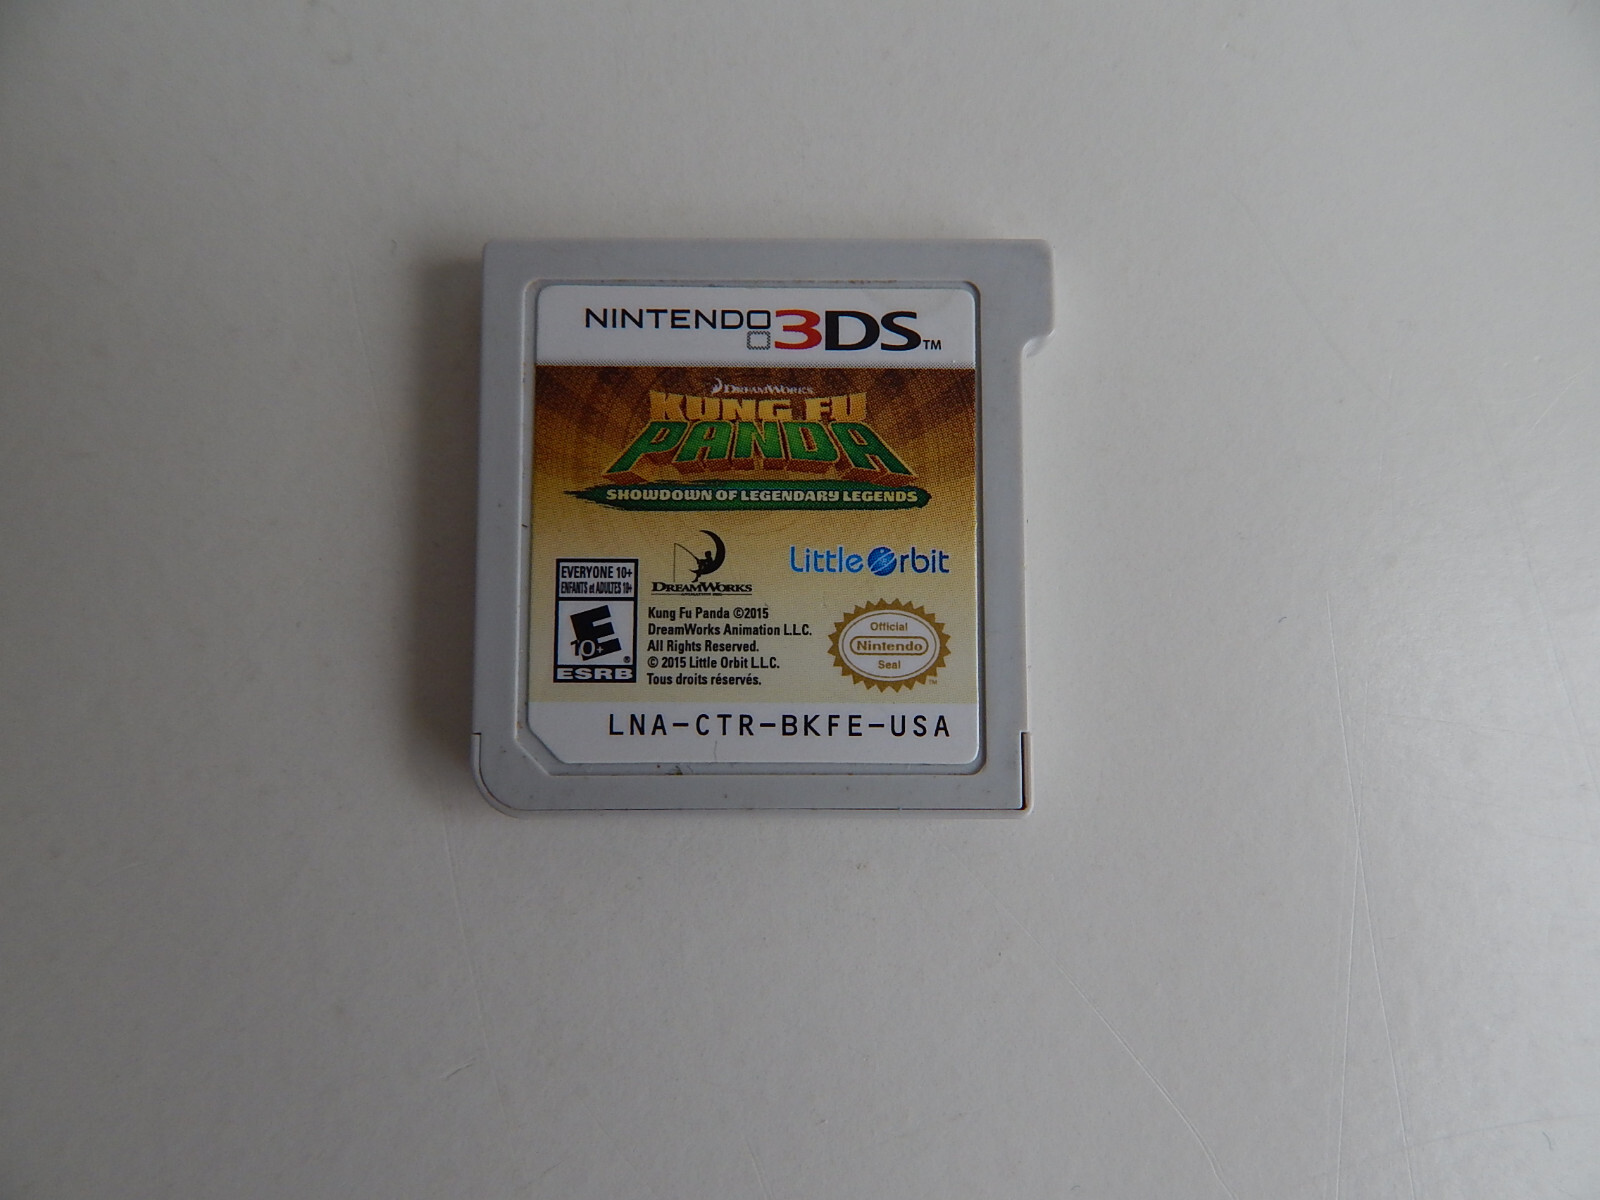 NINTENDO 3DS™
DREAMWORKS
KUNG FU
PANDA
SHOWDOWN OF LEGENDARY LEGENDS
EVERYONE 10+
ENFANTS et ADULTES 10+
E
10+
®
ESRB
DREAMWORKS
Little Orbit
Kung Fu Panda ©2015
DreamWorks Animation L.L.C.
All Rights Reserved.
© 2015 Little Orbit L.L.C.
Tous droits réservés.
Official
Nintendo
Seal
™
LNA-CTR-BKFE-USA